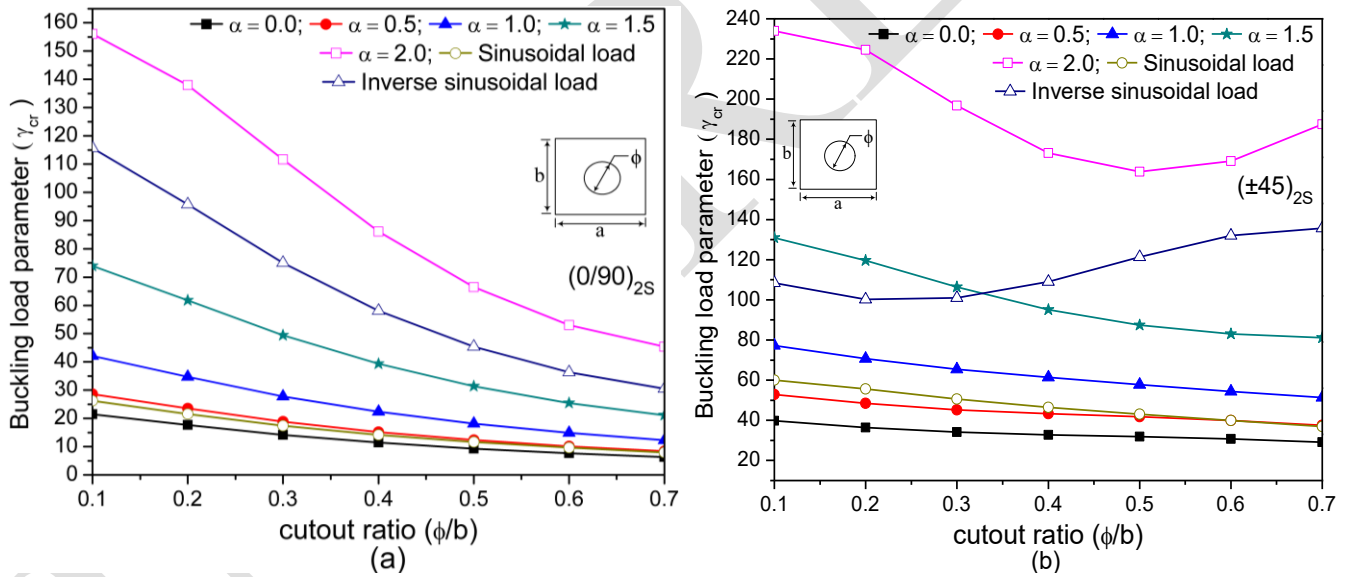 α = 0.0; α = 0.5; α = 1.0; α = 1.5
α = 2.0; Sinusoidal load
Inverse sinusoidal load
Buckling load parameter ( γcr)
160
150
140
130
120
110
100
90
80
70
60
50
40
30
20
10
0
b
ϕ
a
(0/90)2S
0.1 0.2 0.3 0.4 0.5 0.6 0.7
cutout ratio (ϕ/b)
(a)
α = 0.0; α = 0.5; α = 1.0; α = 1.5
α = 2.0; Sinusoidal load
Inverse sinusoidal load
Buckling load parameter ( γcr)
240
220
200
180
160
140
120
100
80
60
40
20
b
ϕ
a
(±45)2S
0.1 0.2 0.3 0.4 0.5 0.6 0.7
cutout ratio (ϕ/b)
(b)